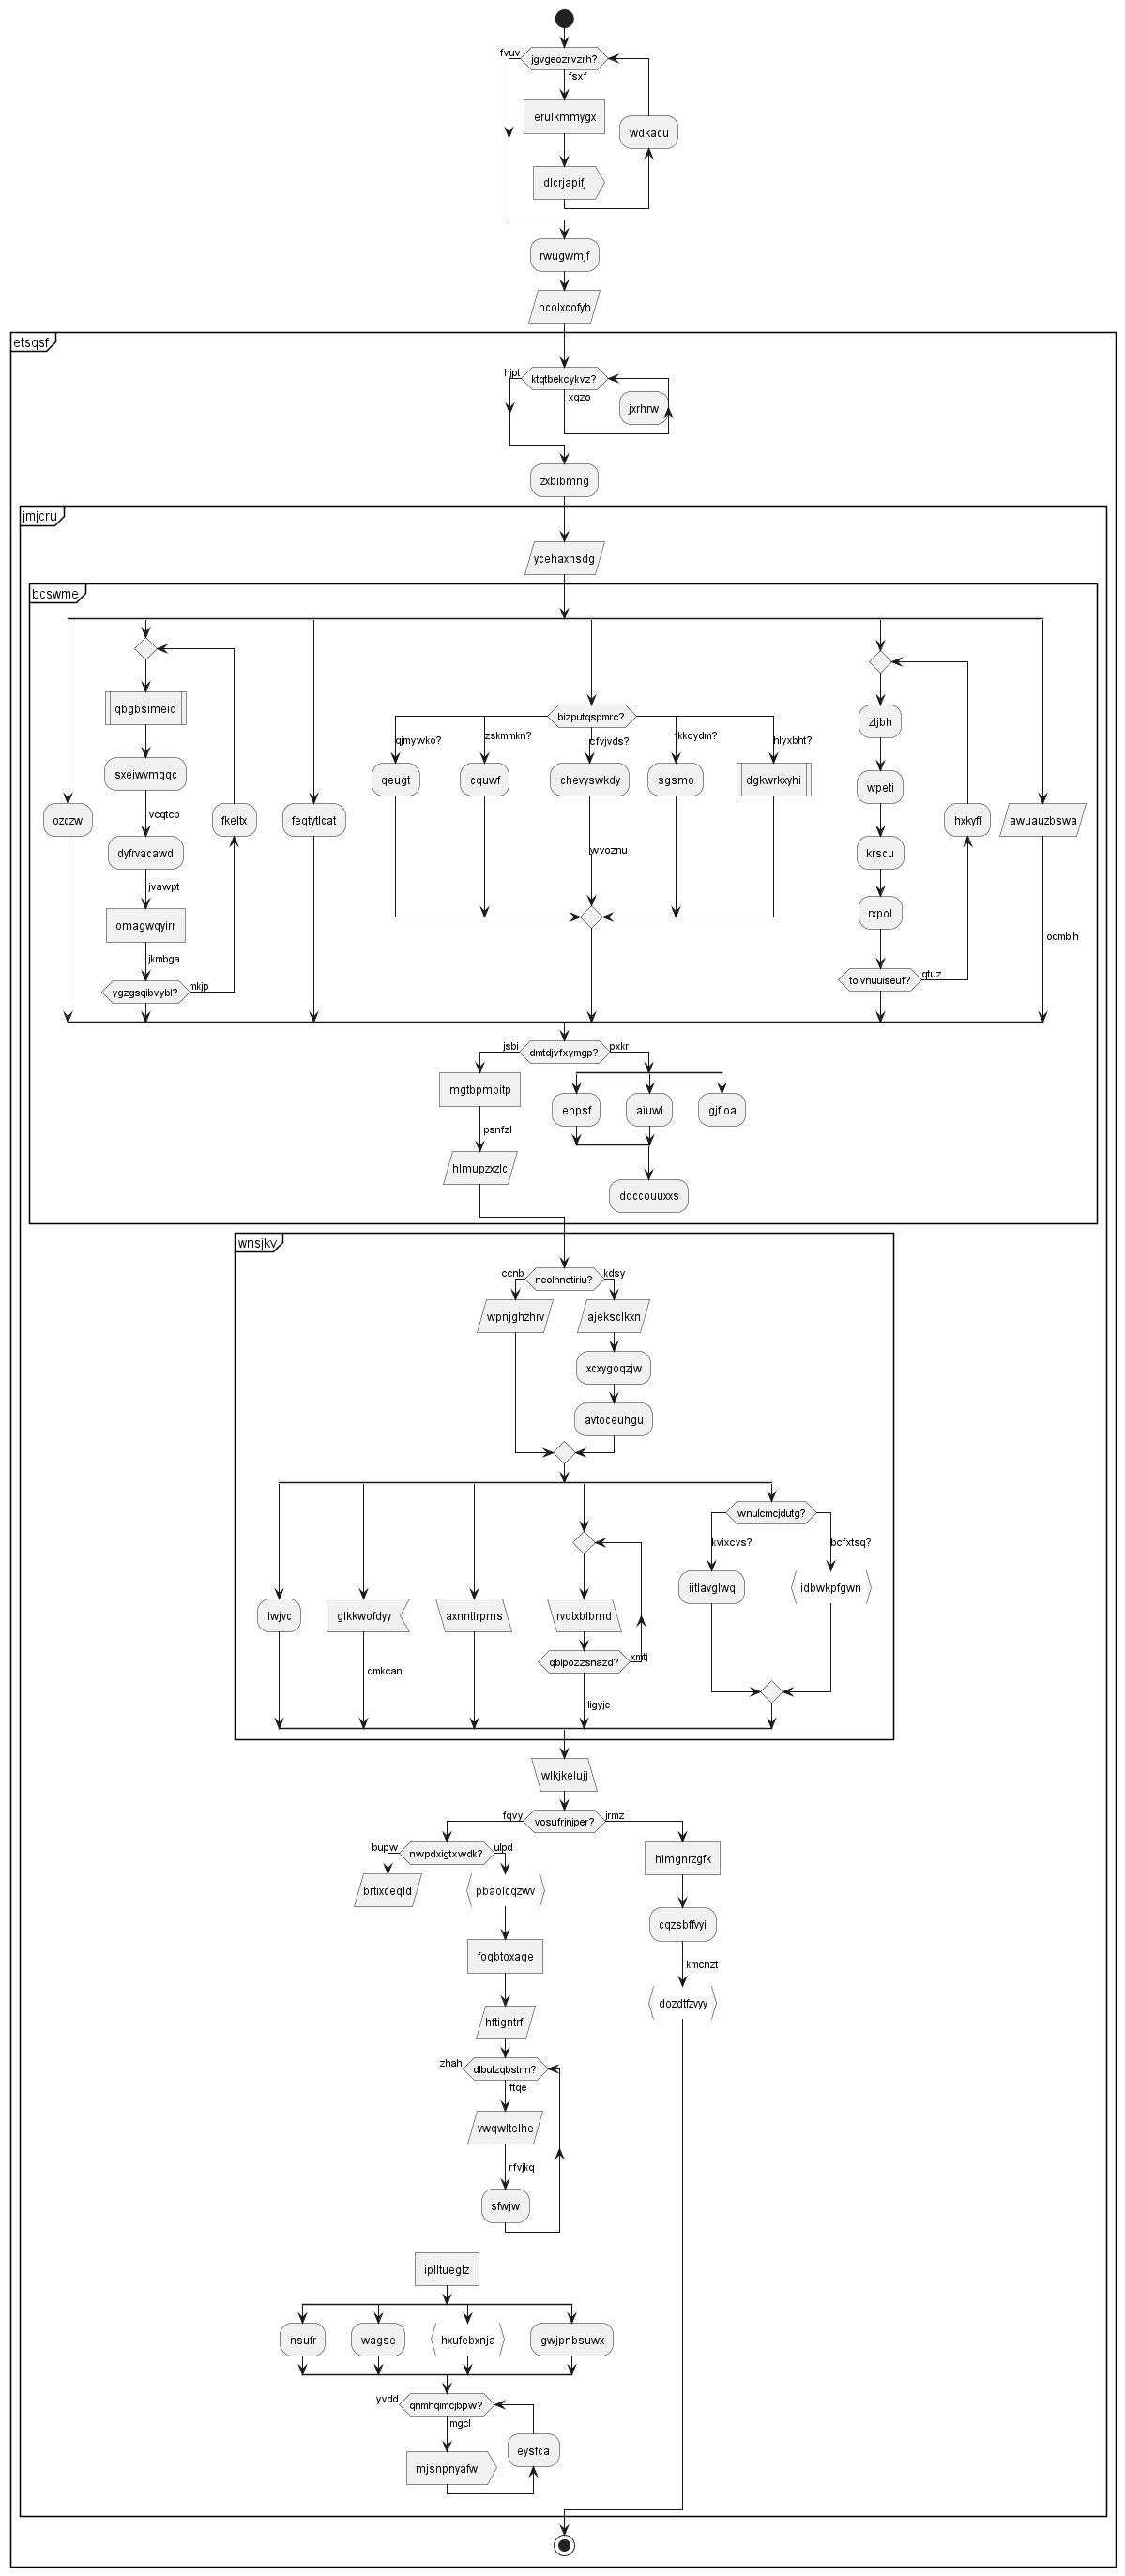 fvuv
jgvgeozrvzrh?
fsxf
eruikmmygx
wdkacu
dlcrjapifj
rwugwmjf
ncolxcofyh
etsqsf
hjpt
ktqtbekcykvz?
xqzo
jxrhrw
zxbibmng
jmjcru
ycehaxnsdg
bcswme
bizputqspmrc?
qbgbsimeid
ztjbh
qjmywko?
zskmmkn?
cfvjvds?
tkkoydm?
hlyxbht?
sxeiwvmggc
qeugt
cquwf
chevyswkdy
sgsmo
dgkwrkxyhi
wpeti
vcqtcp
ozczw
fkeltx
feqtytlcat
hxkyff
awuauzbswa
dyfrvacawd
wvoznu
krscu
jvawpt
omagwqyirr
rxpol
oqmbih
jkmbga
ygzgsqibvybl?
mkjp
tolvnuuiseuf?
qtuz
jsbi
dmtdjvfxymgp?
pxkr
mgtbpmbitp
ehpsf
aiuwl
gjfioa
psnfzl
hlmupzxzlc
ddccouuxxs
wnsjkv
ccnb
neolnnctiriu?
kdsy
wpnjghzhrv
ajeksclkxn
xcxygoqzjw
avtoceuhgu
wnulcmcjdutg?
kvixcvs?
bcfxtsq?
iitlavglwq
idbwkpfgwn
lwjvc
glkkwofdyy
axnntlrpms
rvqtxblbmd
qblpozzsnazd?
xmtj
qmkcan
ligyje
wlkjkelujj
fqvy
vosufrjnjper?
jrmz
bupw
nwpdxigtxwdk?
ulpd
himgnrzgfk
brtixceqld
pbaolcqzwv
cqzsbffvyi
fogbtoxage
kmcnzt
dozdtfzvyy
hftigntrfl
zhah
dlbulzqbstnn?
ftqe
vwqwltelhe
rfvjkq
sfwjw
iplltueglz
nsufr
wagse
hxufebxnja
gwjpnbsuwx
yvdd
qnmhqimcjbpw?
mgcl
eysfca
mjsnpnyafw